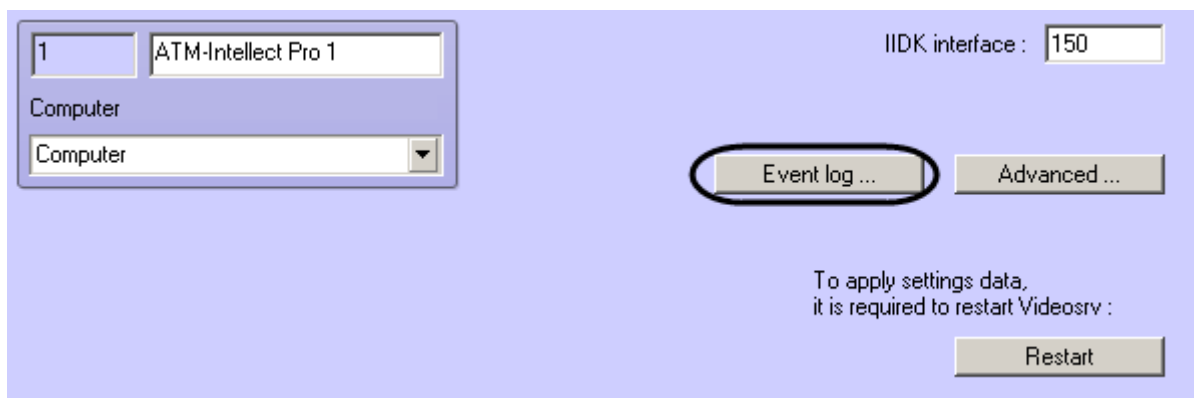 1
ATM-Intellect Pro 1
Computer
Computer
IIDK interface :
150
Event log ...
Advanced ...
To apply settings data,
it is required to restart Videosrv :
Restart